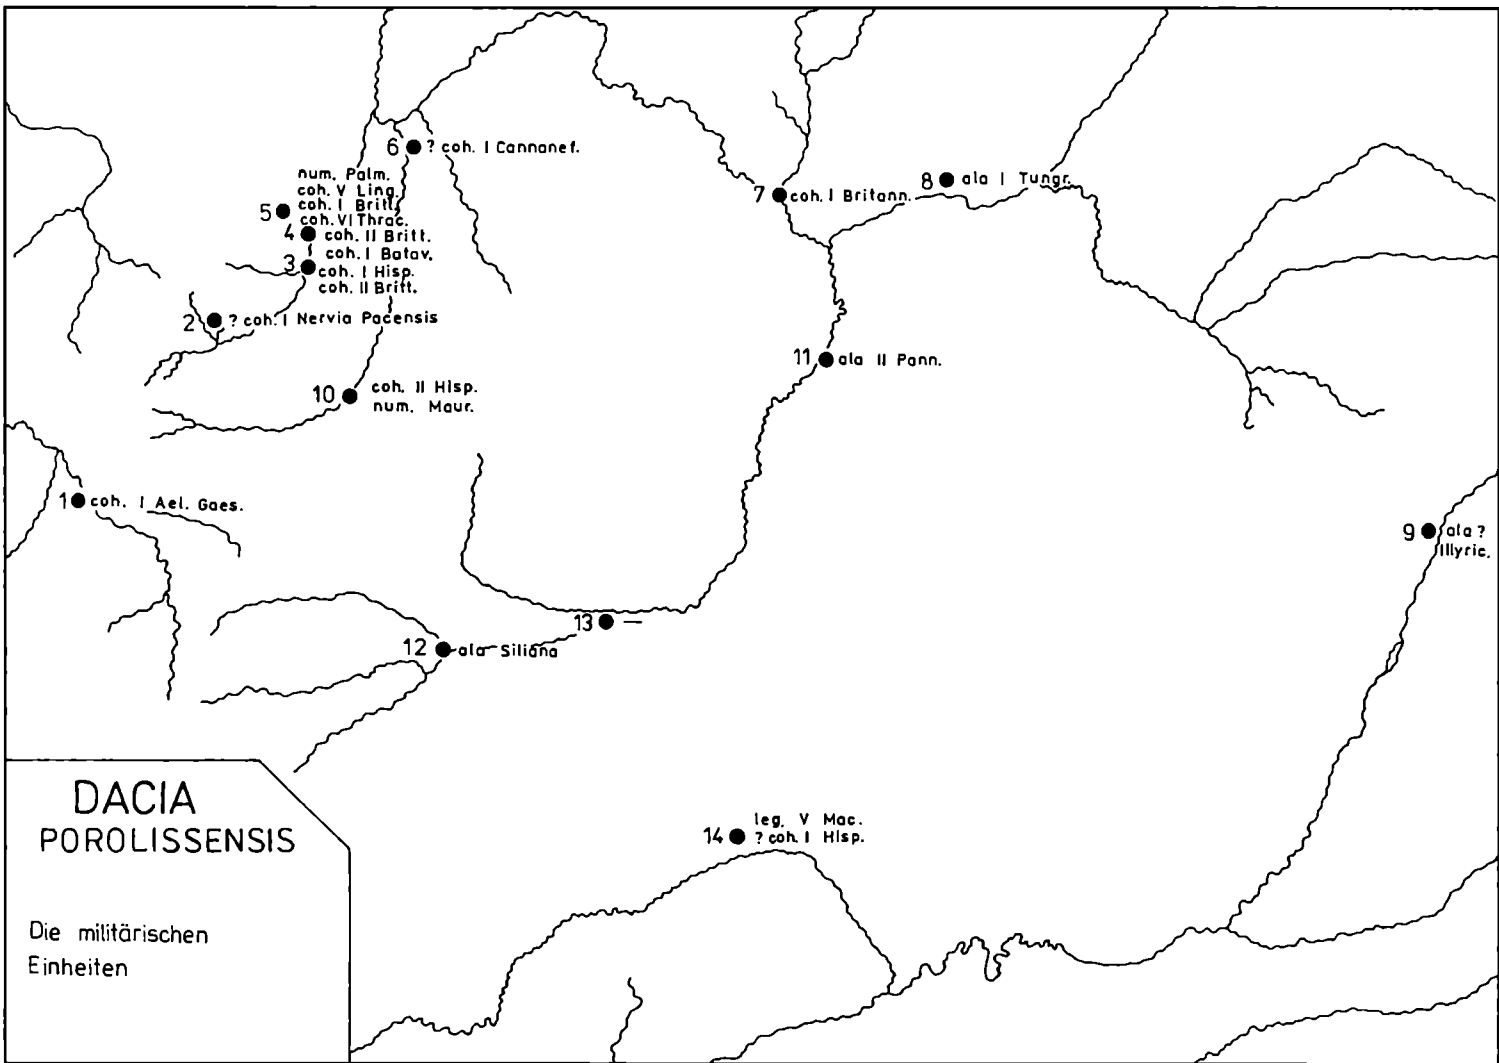 6 ? coh. I Cannanef.
num. Palm.
coh. V Ling.
5 coh. I Britt.
coh. VI Thrac.
4 coh. II Britt.
coh. I Batav.
3 coh. I Hisp.
coh. II Britt.
2 ? coh. I Nervia Pacensis
7 coh. I Britann.
8 ala I Tungr.
11 ala II Pann.
10 coh. II Hisp.
num. Maur.
1 coh. I Ael. Gaes.
9 ala ?
Illyric.
13 —
12 ala Siliana
14 leg. V Mac.
? coh. I Hisp.
DACIA
POROLISSENSIS
Die militärischen
Einheiten